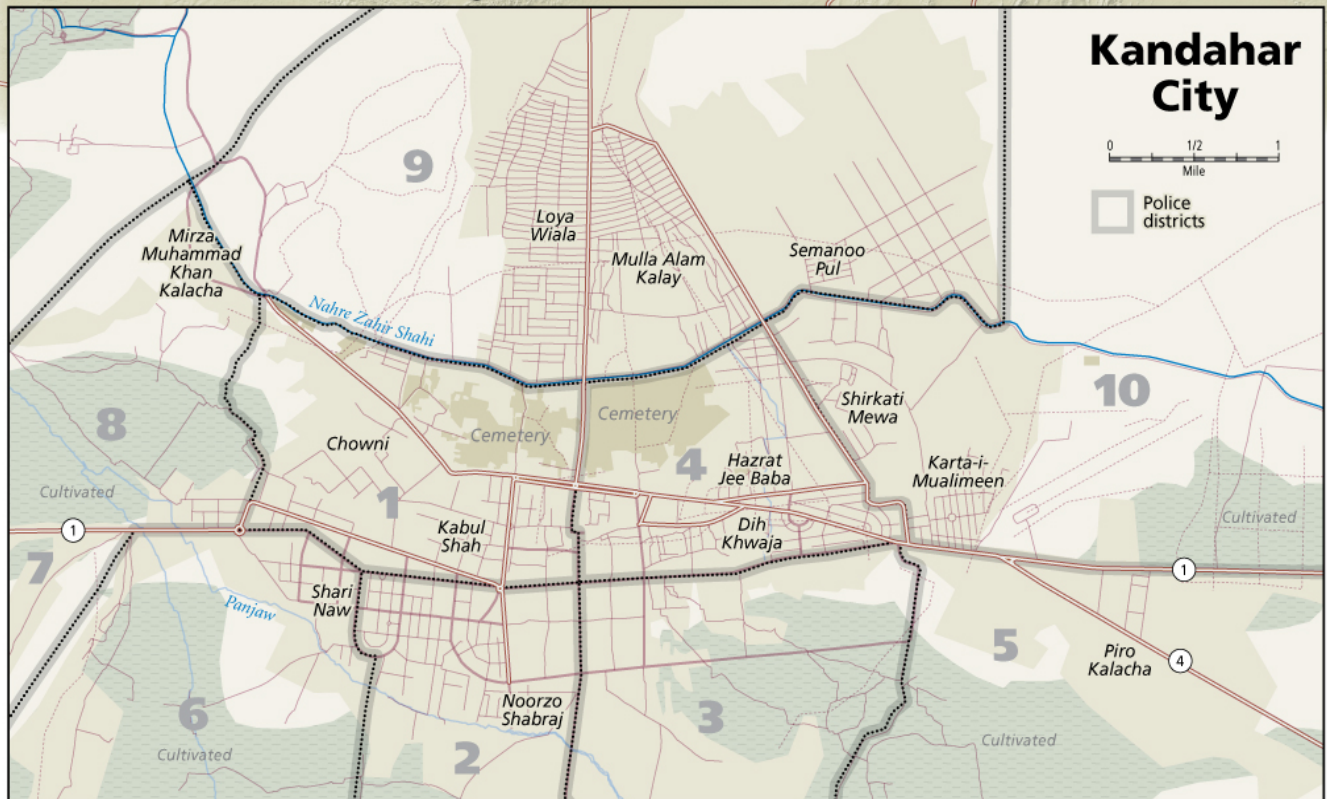 Kandahar
City
0
1/2
1
Mile
Police
districts
9
Loya
Wiala
Mulla Alam
Kalay
Semanoo
Pul
Mirza
Muhammad
Khan
Kalacha
Nahre Zahir Shahi
10
8
Chowni
Cemetery
Cemetery
Shirkati
Mewa
4
Hazrat
Jee Baba
Karta-i-
Mualimeen
Cultivated
1
Kabul
Shah
Dih
Khwaja
Cultivated
1
7
1
Shari
Naw
Panjaw
5
Piro
Kalacha
4
6
Noorzo
Shabraj
3
Cultivated
2
Cultivated